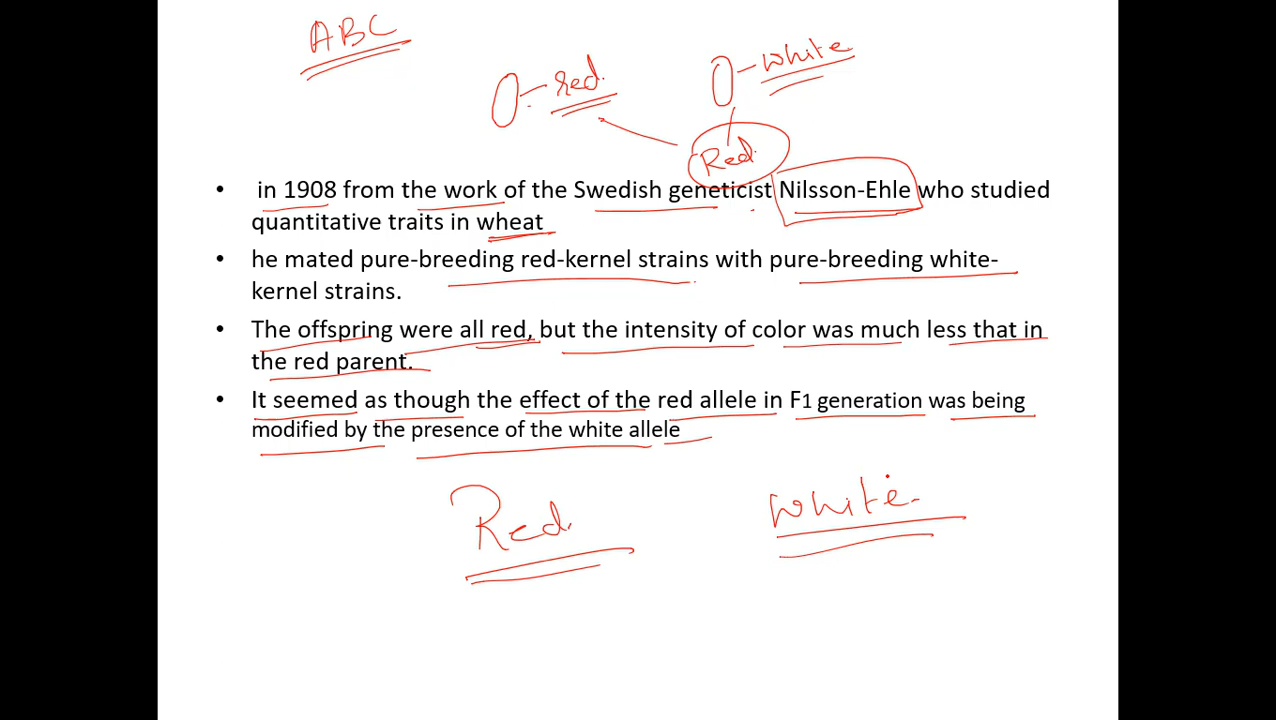 ABC
red.
white
Red.
• in 1908 from the work of the Swedish geneticist Nilsson-Ehle who studied
quantitative traits in wheat
• he mated pure-breeding red-kernel strains with pure-breeding white-
kernel strains.
• The offspring were all red, but the intensity of color was much less that in
the red parent.
• It seemed as though the effect of the red allele in F1 generation was being
modified by the presence of the white allele
Red.
white.